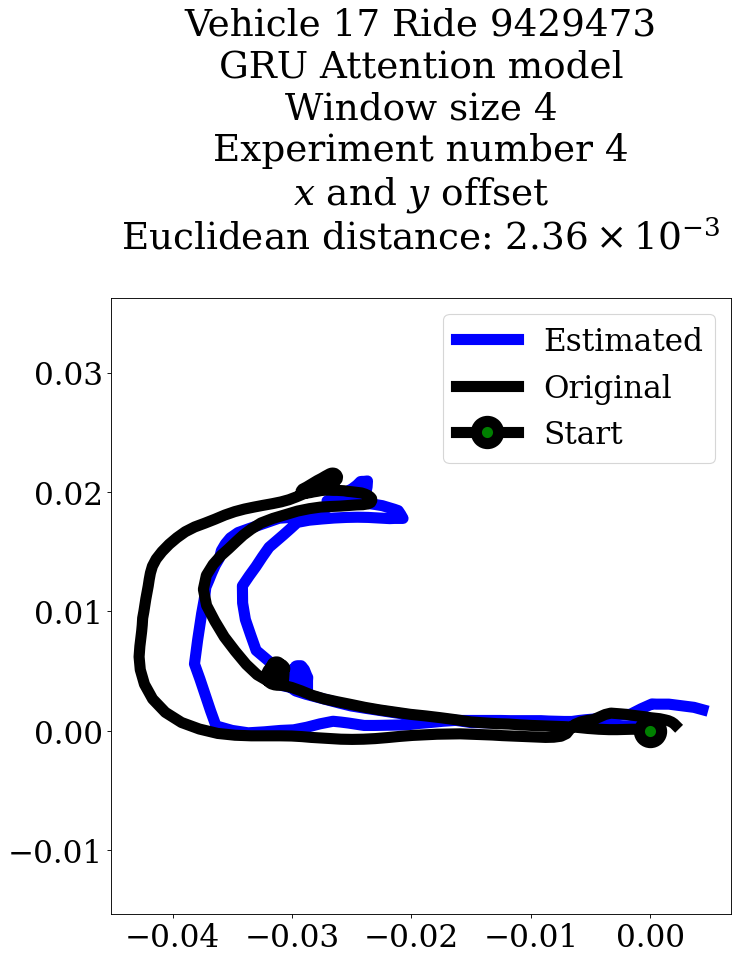 Vehicle 17 Ride 9429473
GRU Attention model
Window size 4
Experiment number 4
x and y offset
Euclidean distance: 2.36 × 10⁻³
Estimated
Original
Start
0.03
0.02
0.01
0.00
−0.01
−0.04 −0.03 −0.02 −0.01 0.00